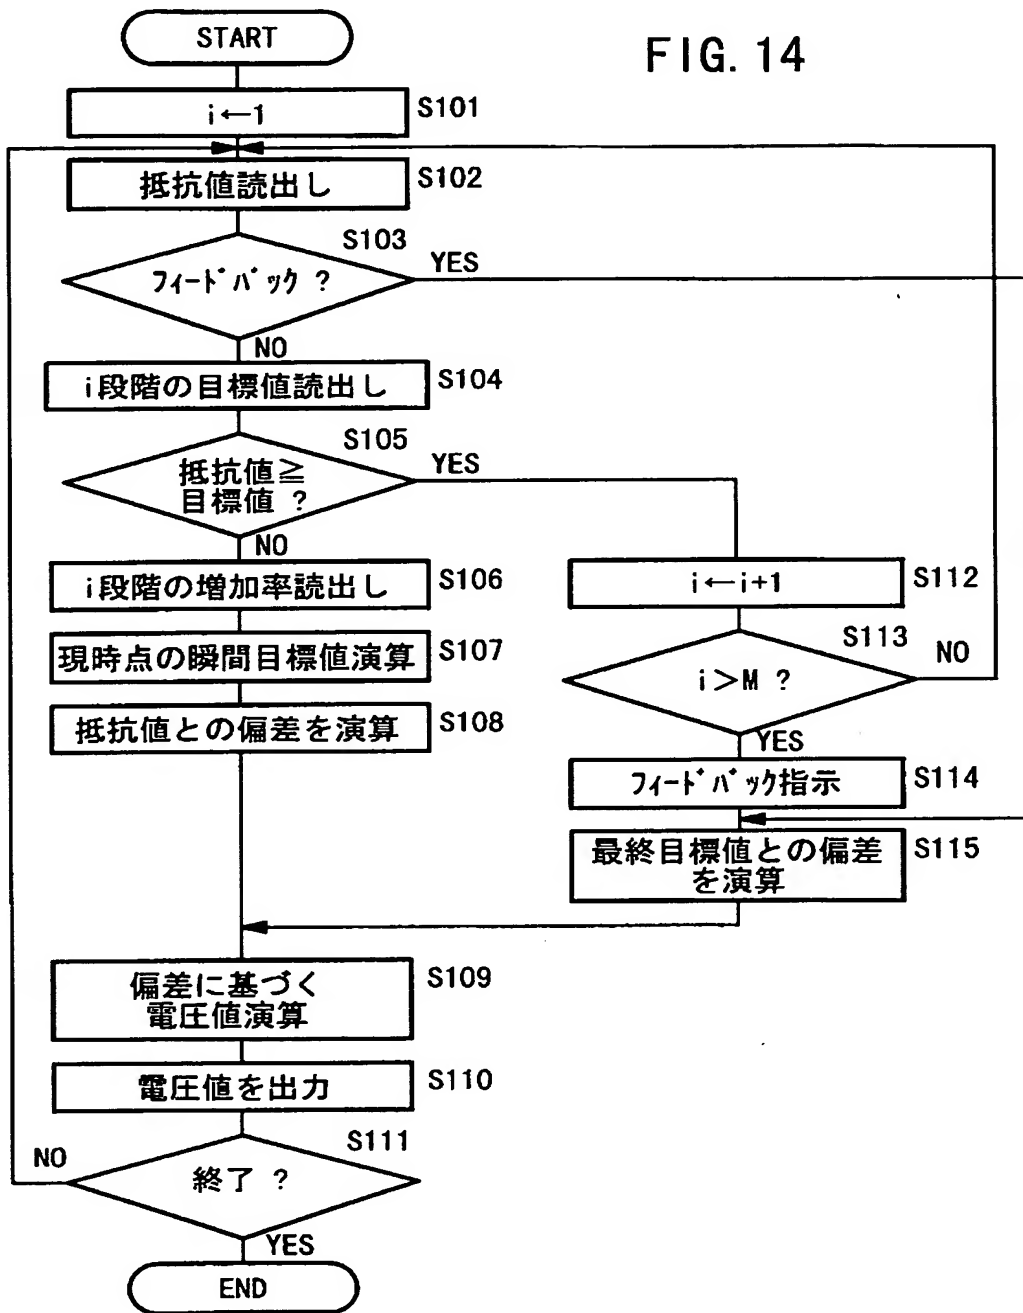 FIG. 14
START
i←1
S101
抵抗値読出し
S102
S103
フィードバック ?
YES
NO
i段階の目標値読出し
S104
S105
抵抗値≧
目標値 ?
YES
NO
i段階の増加率読出し
S106
現時点の瞬間目標値演算
S107
抵抗値との偏差を演算
S108
i←i+1
S112
S113
i>M ?
NO
YES
フィードバック指示
S114
最終目標値との偏差
を演算
S115
偏差に基づく
電圧値演算
S109
電圧値を出力
S110
S111
終了 ?
NO
YES
END